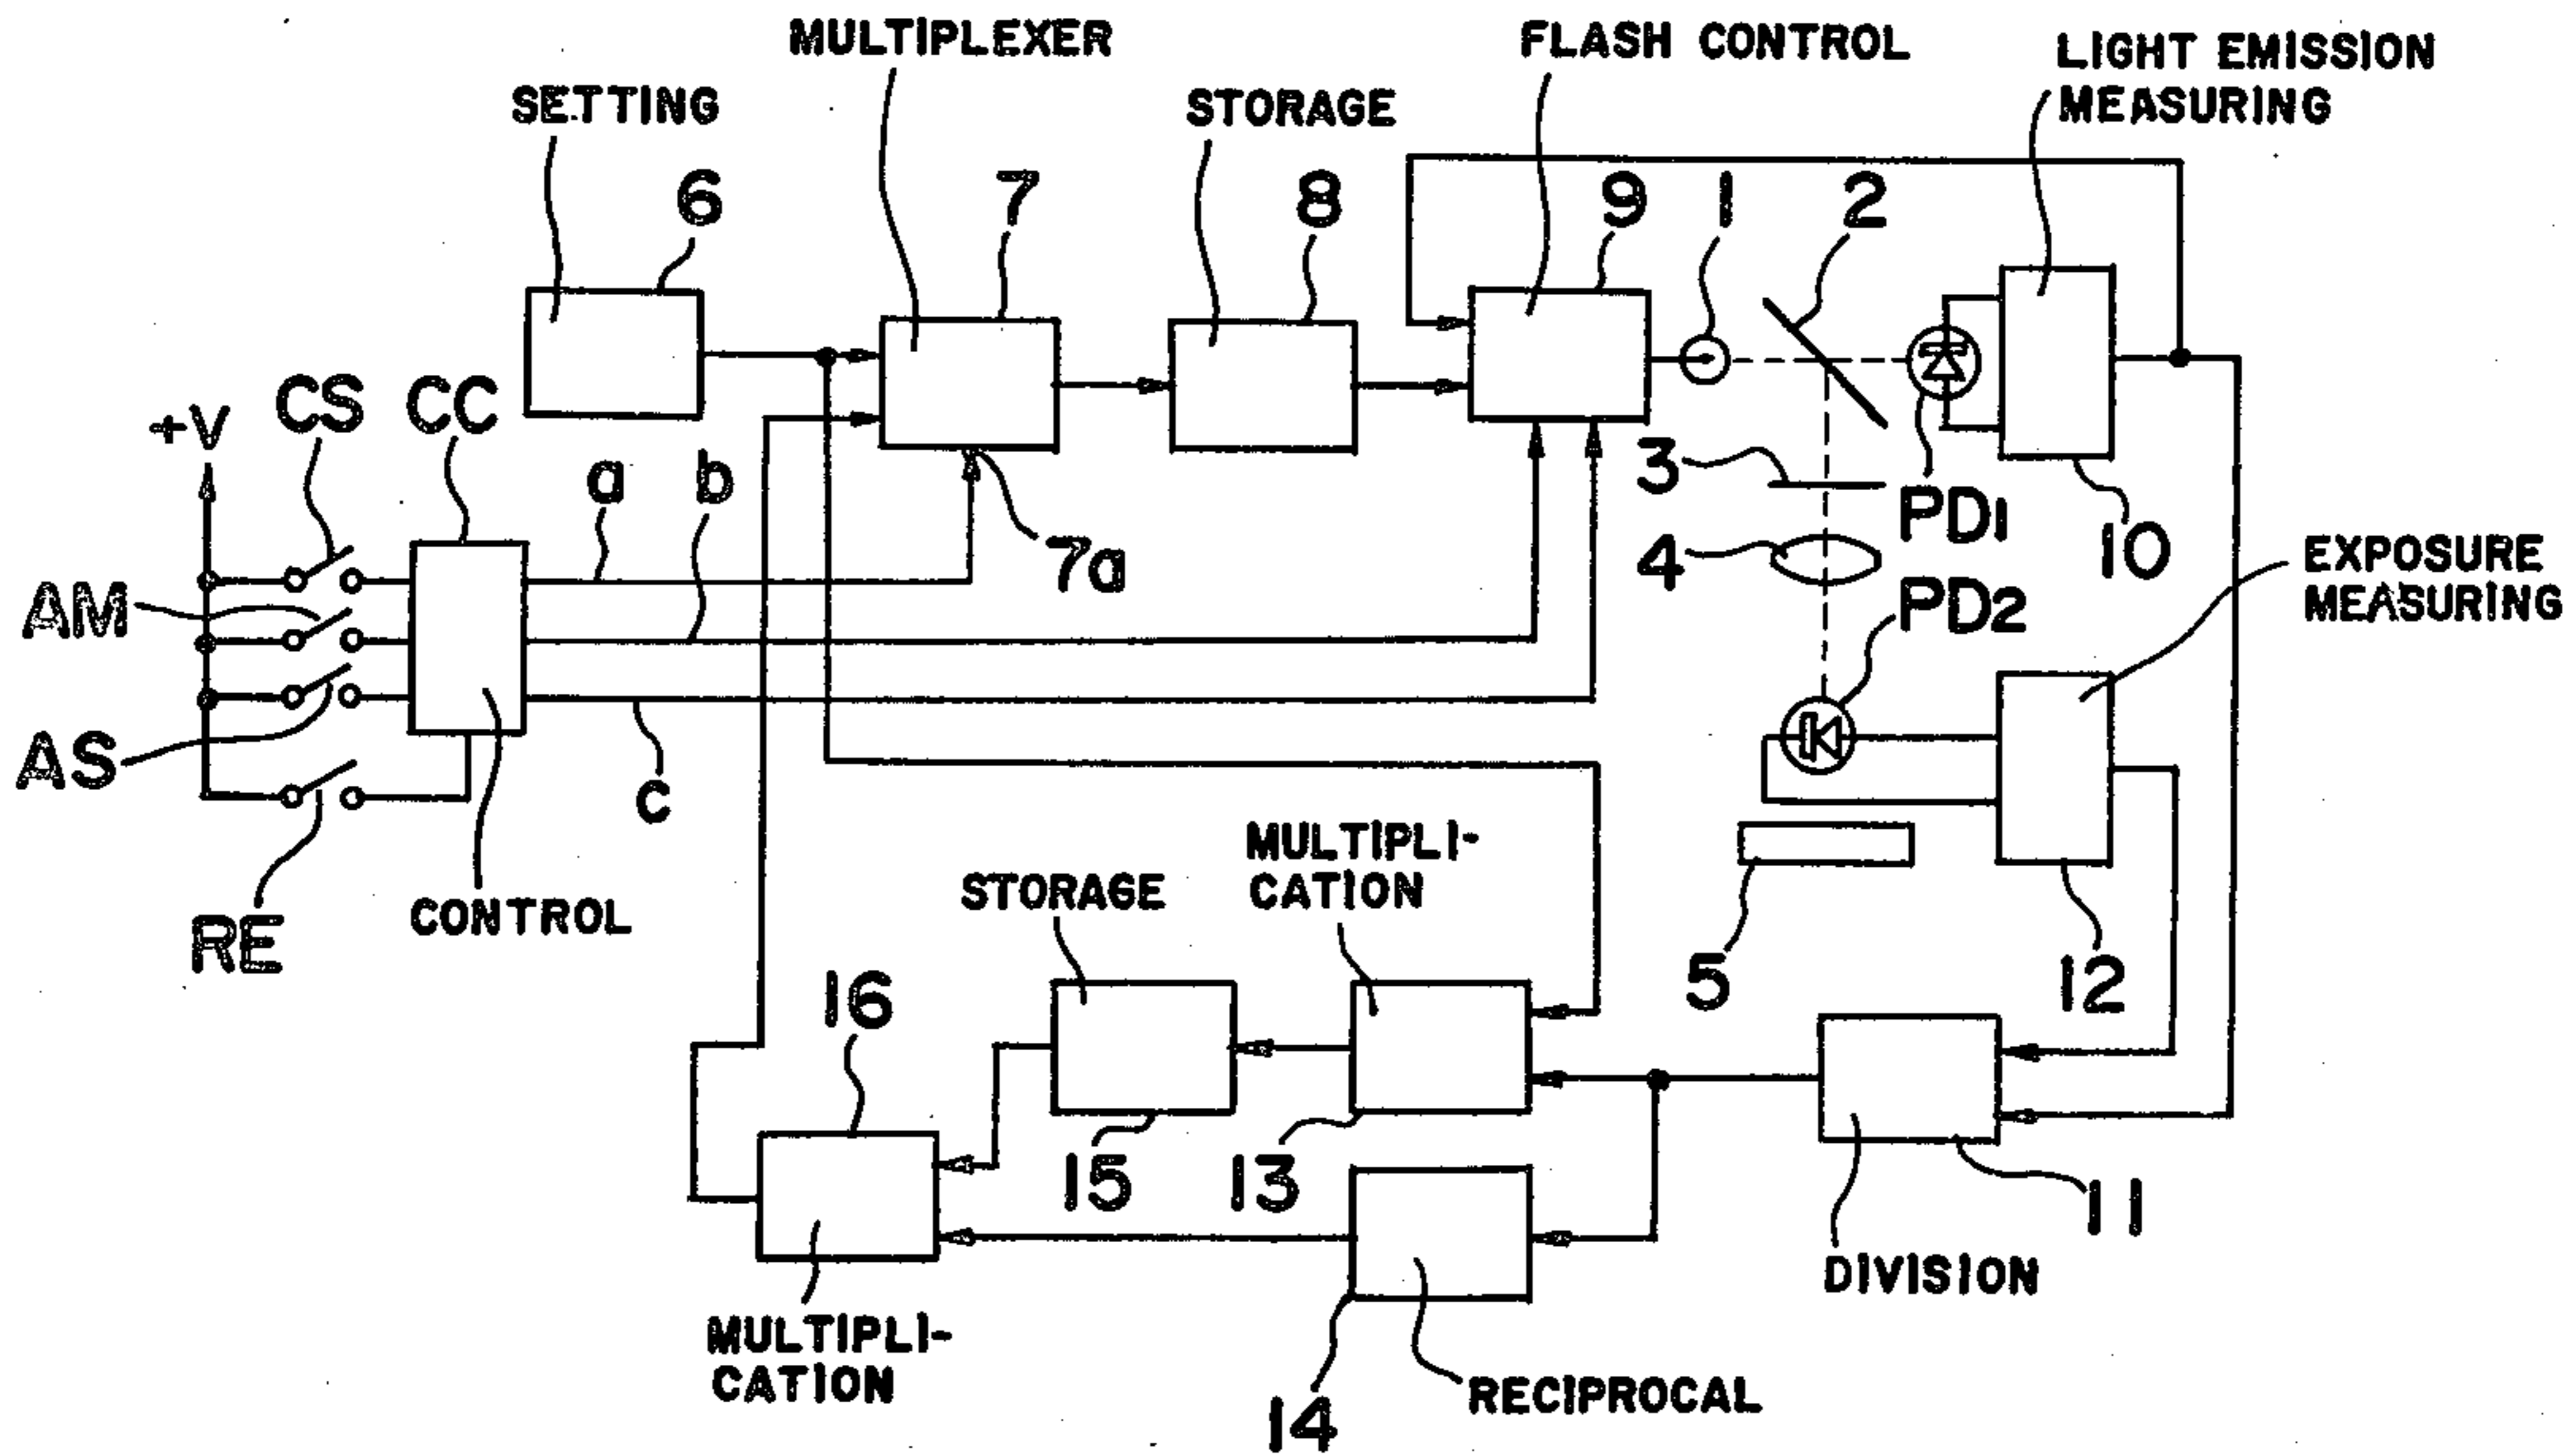 MULTIPLEXER
FLASH CONTROL
LIGHT EMISSION
MEASURING
SETTING
STORAGE
6
7
8
9
1
2
+V
CS
CC
a
b
3
PD1
10
7a
4
PD2
EXPOSURE
MEASURING
AM
AS
c
RE
CONTROL
MULTIPLI-
CATION
STORAGE
5
12
16
15
13
11
DIVISION
MULTIPLI-
CATION
14
RECIPROCAL